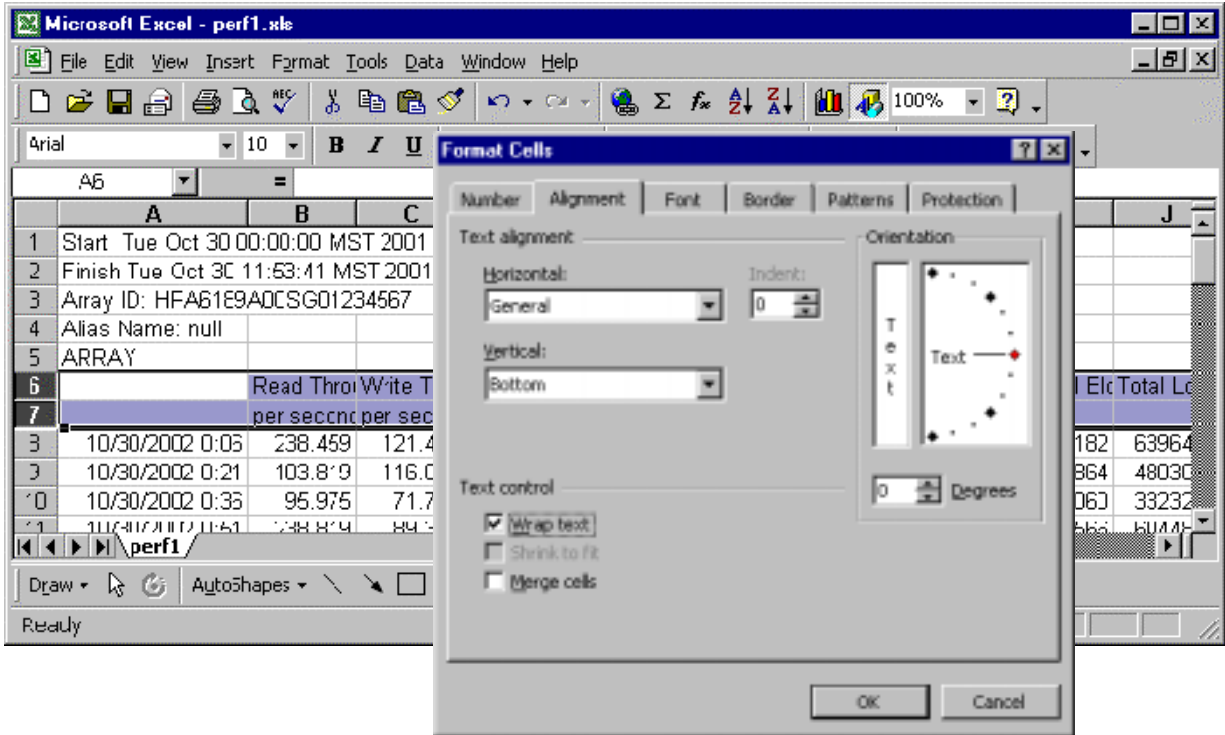 Microsoft Excel - perf1.xls
File Edit View Insert Format Tools Data Window Help
100%
Arial 10 B I U
A6 =
Format Cells
Number Alignment Font Border Patterns Protection
Text alignment
Horizontal: Indent:
General 0
Vertical:
Bottom
Orientation
Text
Text
0 Degrees
Text control
Wrap text
Shrink to fit
Merge cells
OK Cancel
A B C J
1 Start Tue Oct 30 00:00:00 MST 2001
2 Finish Tue Oct 30 11:53:41 MST 2001
3 Array ID:
4 Alias Name: null
5 ARRAY
6 Read Throu Write T Total Lo
7 per second per sec
10/30/2002 0:06 238.459 121.4 182 63964
10/30/2002 0:21 103.819 116.0 864 48030
10 10/30/2002 0:36 95.975 71.7 060 33232
perf1
Draw AutoShapes
Ready